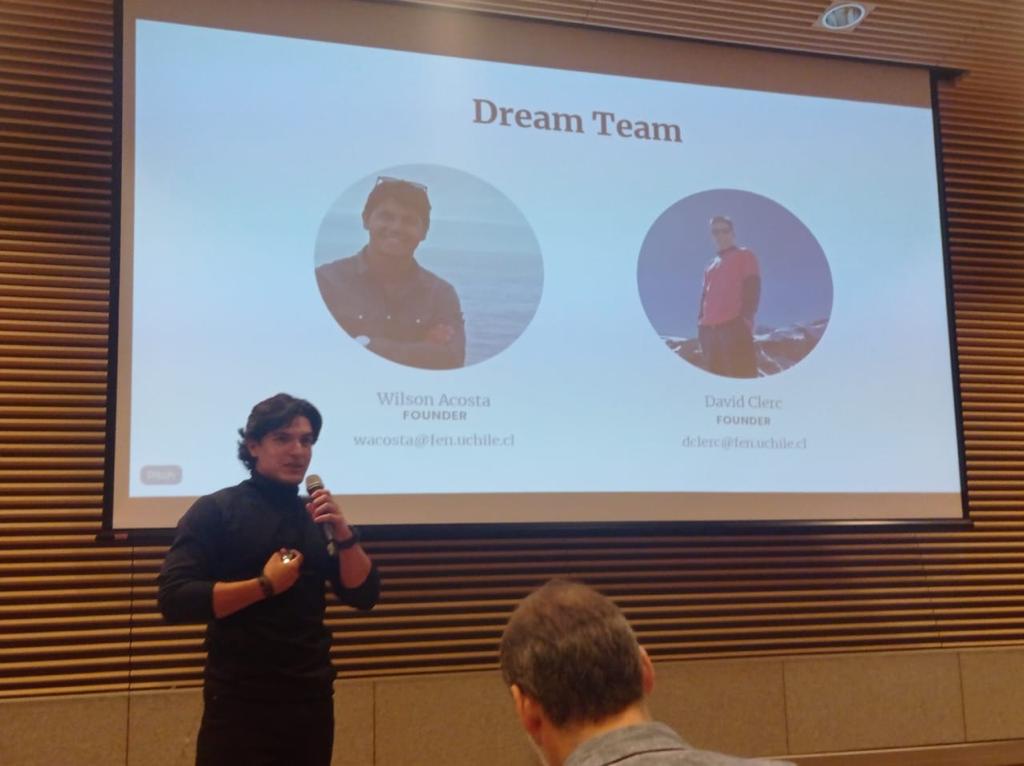 Dream Team
Wilson Acosta
FOUNDER
wacosta@fen.uchile.cl
David Clerc
FOUNDER
dclerc@fen.uchile.cl